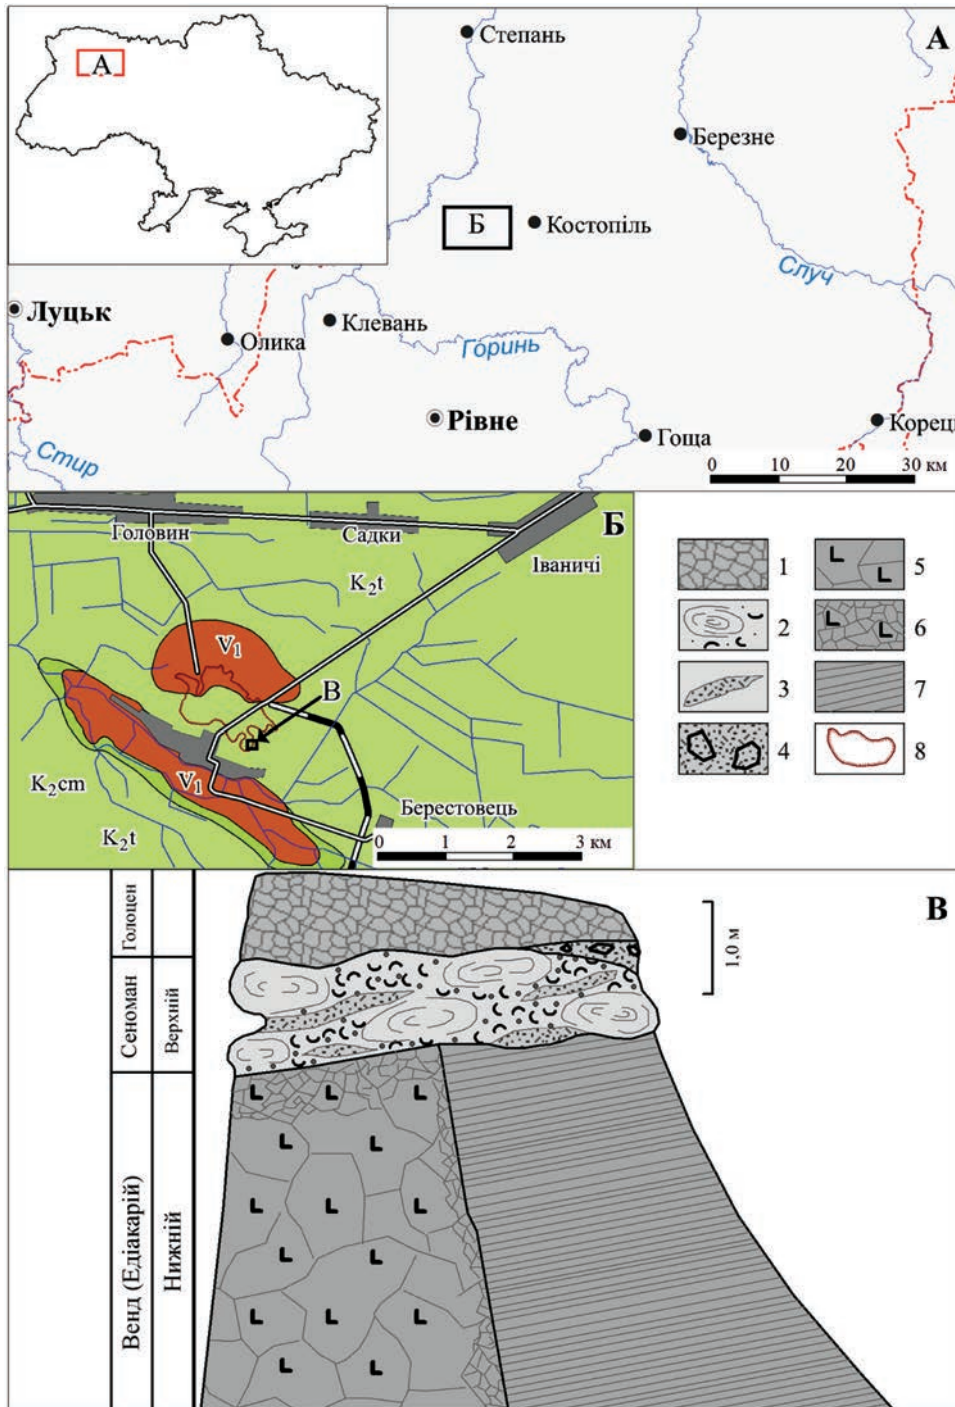 А
А
Степань
Березне
Б
Костопіль
Случ
Луцьк
Клевань
Олика
Горинь
Рівне
Стир
Гоща
Корець
0 10 20 30 км
Б
Головин
Садки
Іваничі
K₂t
V₁
В
K₂cm
V₁
K₂t
Берестовець
0 1 2 3 км
1
2
3
4
5
6
7
8
В
1,0 м
Голоцен
Сеноман
Верхній
Венд (Едіакарій)
Нижній